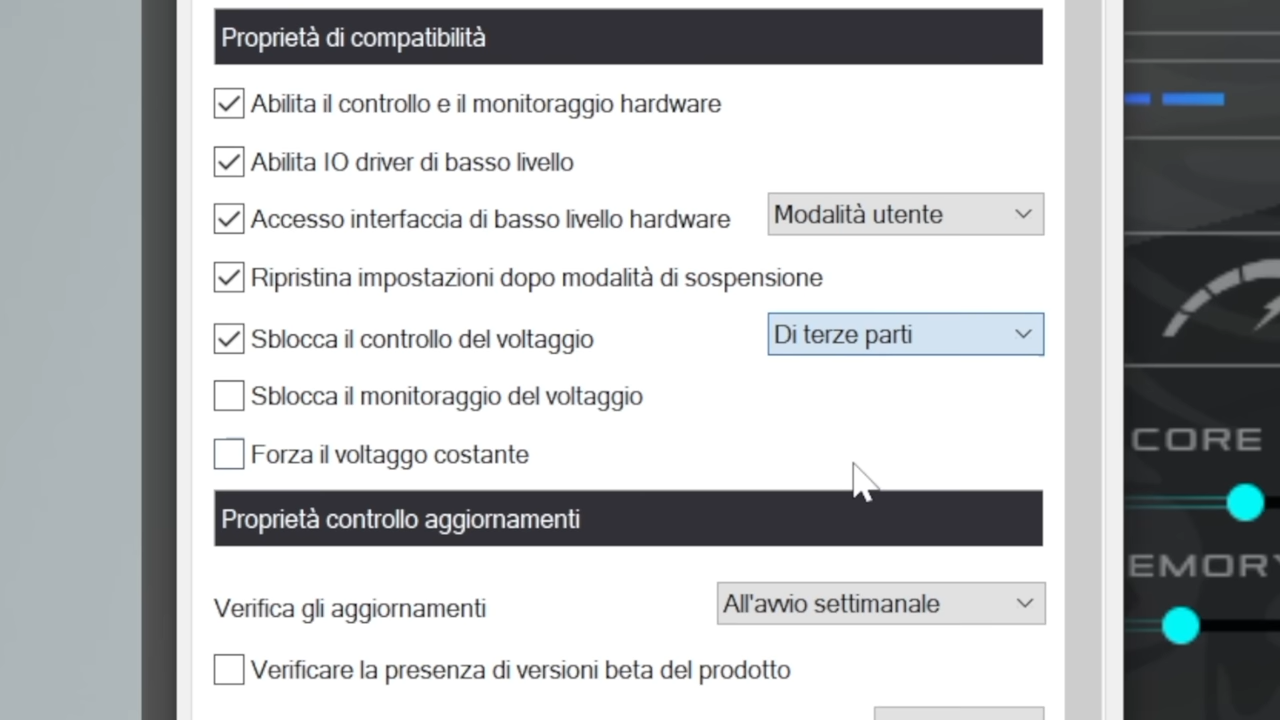 Proprietà di compatibilità
Abilita il controllo e il monitoraggio hardware
Abilita IO driver di basso livello
Accesso interfaccia di basso livello hardware Modalità utente
Ripristina impostazioni dopo modalità di sospensione
Sblocca il controllo del voltaggio Di terze parti
Sblocca il monitoraggio del voltaggio
Forza il voltaggo costante
CORE
Proprietà controllo aggiornamenti
EMORY
Verifica gli aggiornamenti All'avvio settimanale
Verificare la presenza di versioni beta del prodotto